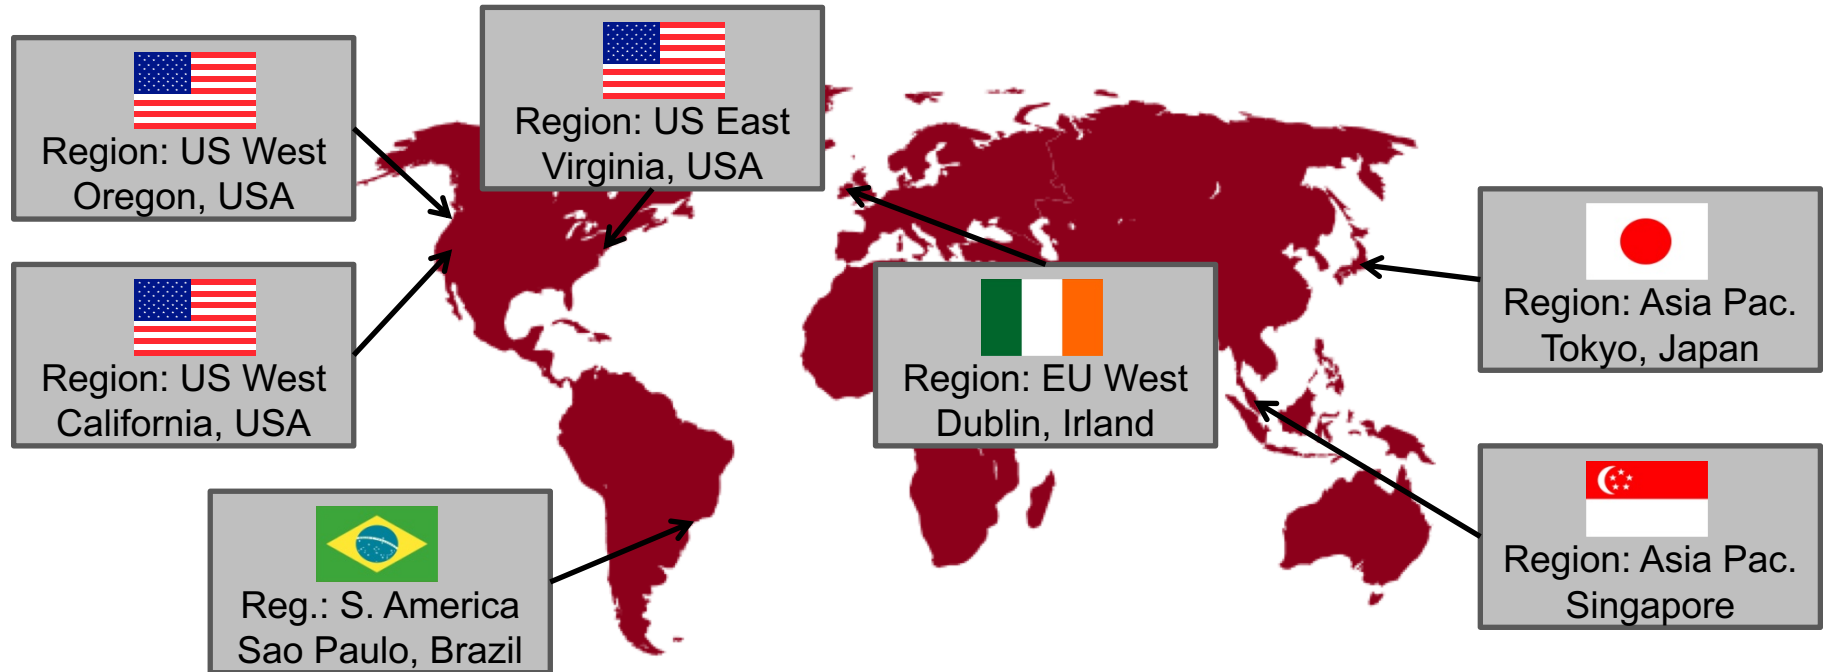 Region: US West
Oregon, USA
Region: US East
Virginia, USA
Region: US West
California, USA
Region: EU West
Dublin, Irland
Region: Asia Pac.
Tokyo, Japan
Reg.: S. America
Sao Paulo, Brazil
Region: Asia Pac.
Singapore